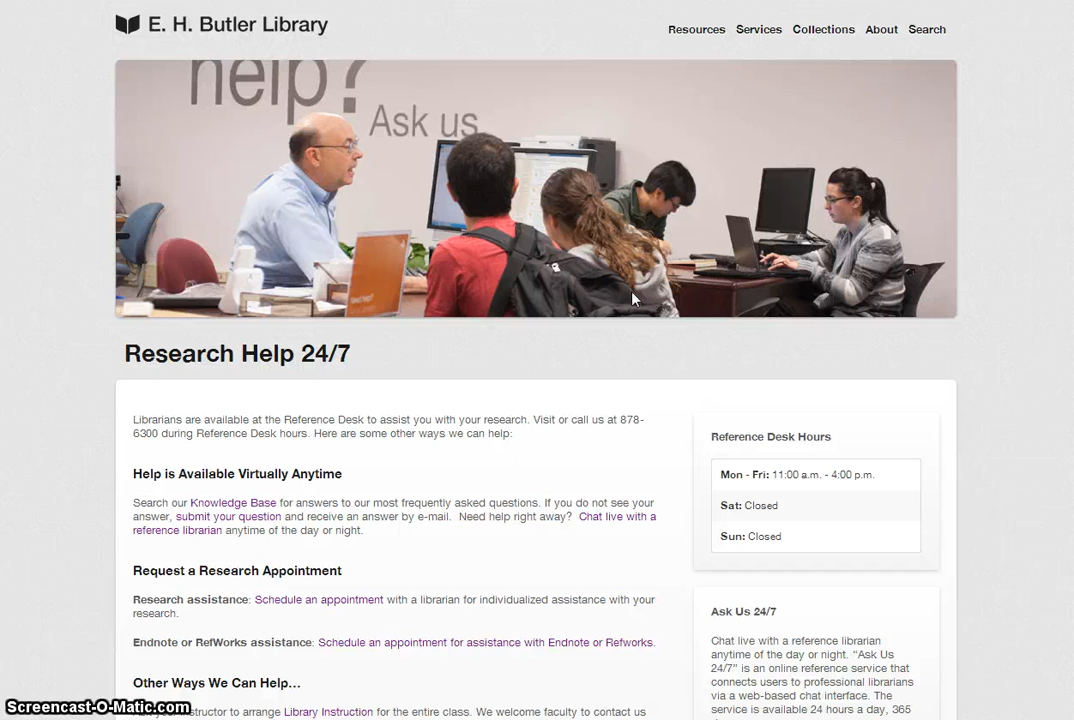 E. H. Butler Library
Resources Services Collections About Search
help?
Ask us
Need help?
Research Help 24/7
Librarians are available at the Reference Desk to assist you with your research. Visit or call us at 878-
6300 during Reference Desk hours. Here are some other ways we can help:
Help is Available Virtually Anytime
Search our Knowledge Base for answers to our most frequently asked questions. If you do not see your
answer, submit your question and receive an answer by e-mail. Need help right away? Chat live with a
reference librarian anytime of the day or night.
Request a Research Appointment
Research assistance: Schedule an appointment with a librarian for individualized assistance with your
research.
Endnote or RefWorks assistance: Schedule an appointment for assistance with Endnote or Refworks.
Other Ways We Can Help...
instructor to arrange Library Instruction for the entire class. We welcome faculty to contact us
Reference Desk Hours
Mon - Fri: 11:00 a.m. - 4:00 p.m.
Sat: Closed
Sun: Closed
Ask Us 24/7
Chat live with a reference librarian
anytime of the day or night. “Ask Us
24/7” is an online reference service that
connects users to professional librarians
via a web-based chat interface. The
service is available 24 hours a day, 365
Screencast-O-Matic.com